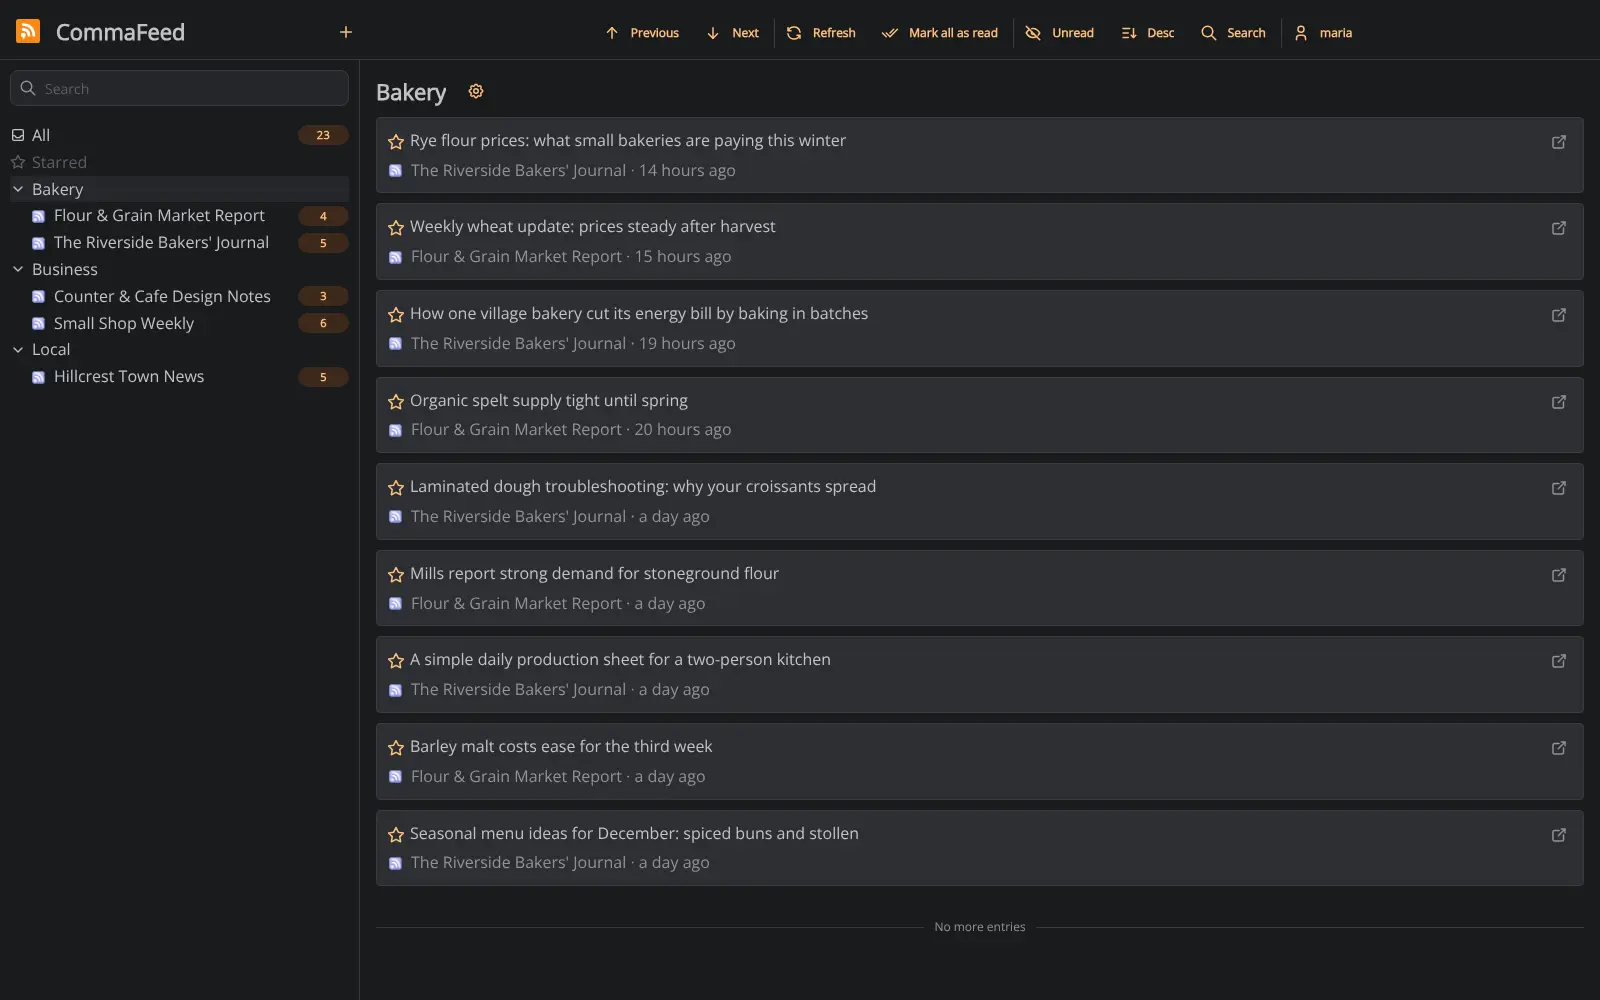 CommaFeed
Previous
Next
Refresh
Mark all as read
Unread
Desc
Search
maria
Search
All 23
Starred
Bakery
Flour & Grain Market Report 4
The Riverside Bakers' Journal 5
Business
Counter & Cafe Design Notes 3
Small Shop Weekly 6
Local
Hillcrest Town News 5
Bakery
Rye flour prices: what small bakeries are paying this winter
The Riverside Bakers' Journal · 14 hours ago
Weekly wheat update: prices steady after harvest
Flour & Grain Market Report · 15 hours ago
How one village bakery cut its energy bill by baking in batches
The Riverside Bakers' Journal · 19 hours ago
Organic spelt supply tight until spring
Flour & Grain Market Report · 20 hours ago
Laminated dough troubleshooting: why your croissants spread
The Riverside Bakers' Journal · a day ago
Mills report strong demand for stoneground flour
Flour & Grain Market Report · a day ago
A simple daily production sheet for a two-person kitchen
The Riverside Bakers' Journal · a day ago
Barley malt costs ease for the third week
Flour & Grain Market Report · a day ago
Seasonal menu ideas for December: spiced buns and stollen
The Riverside Bakers' Journal · a day ago
No more entries